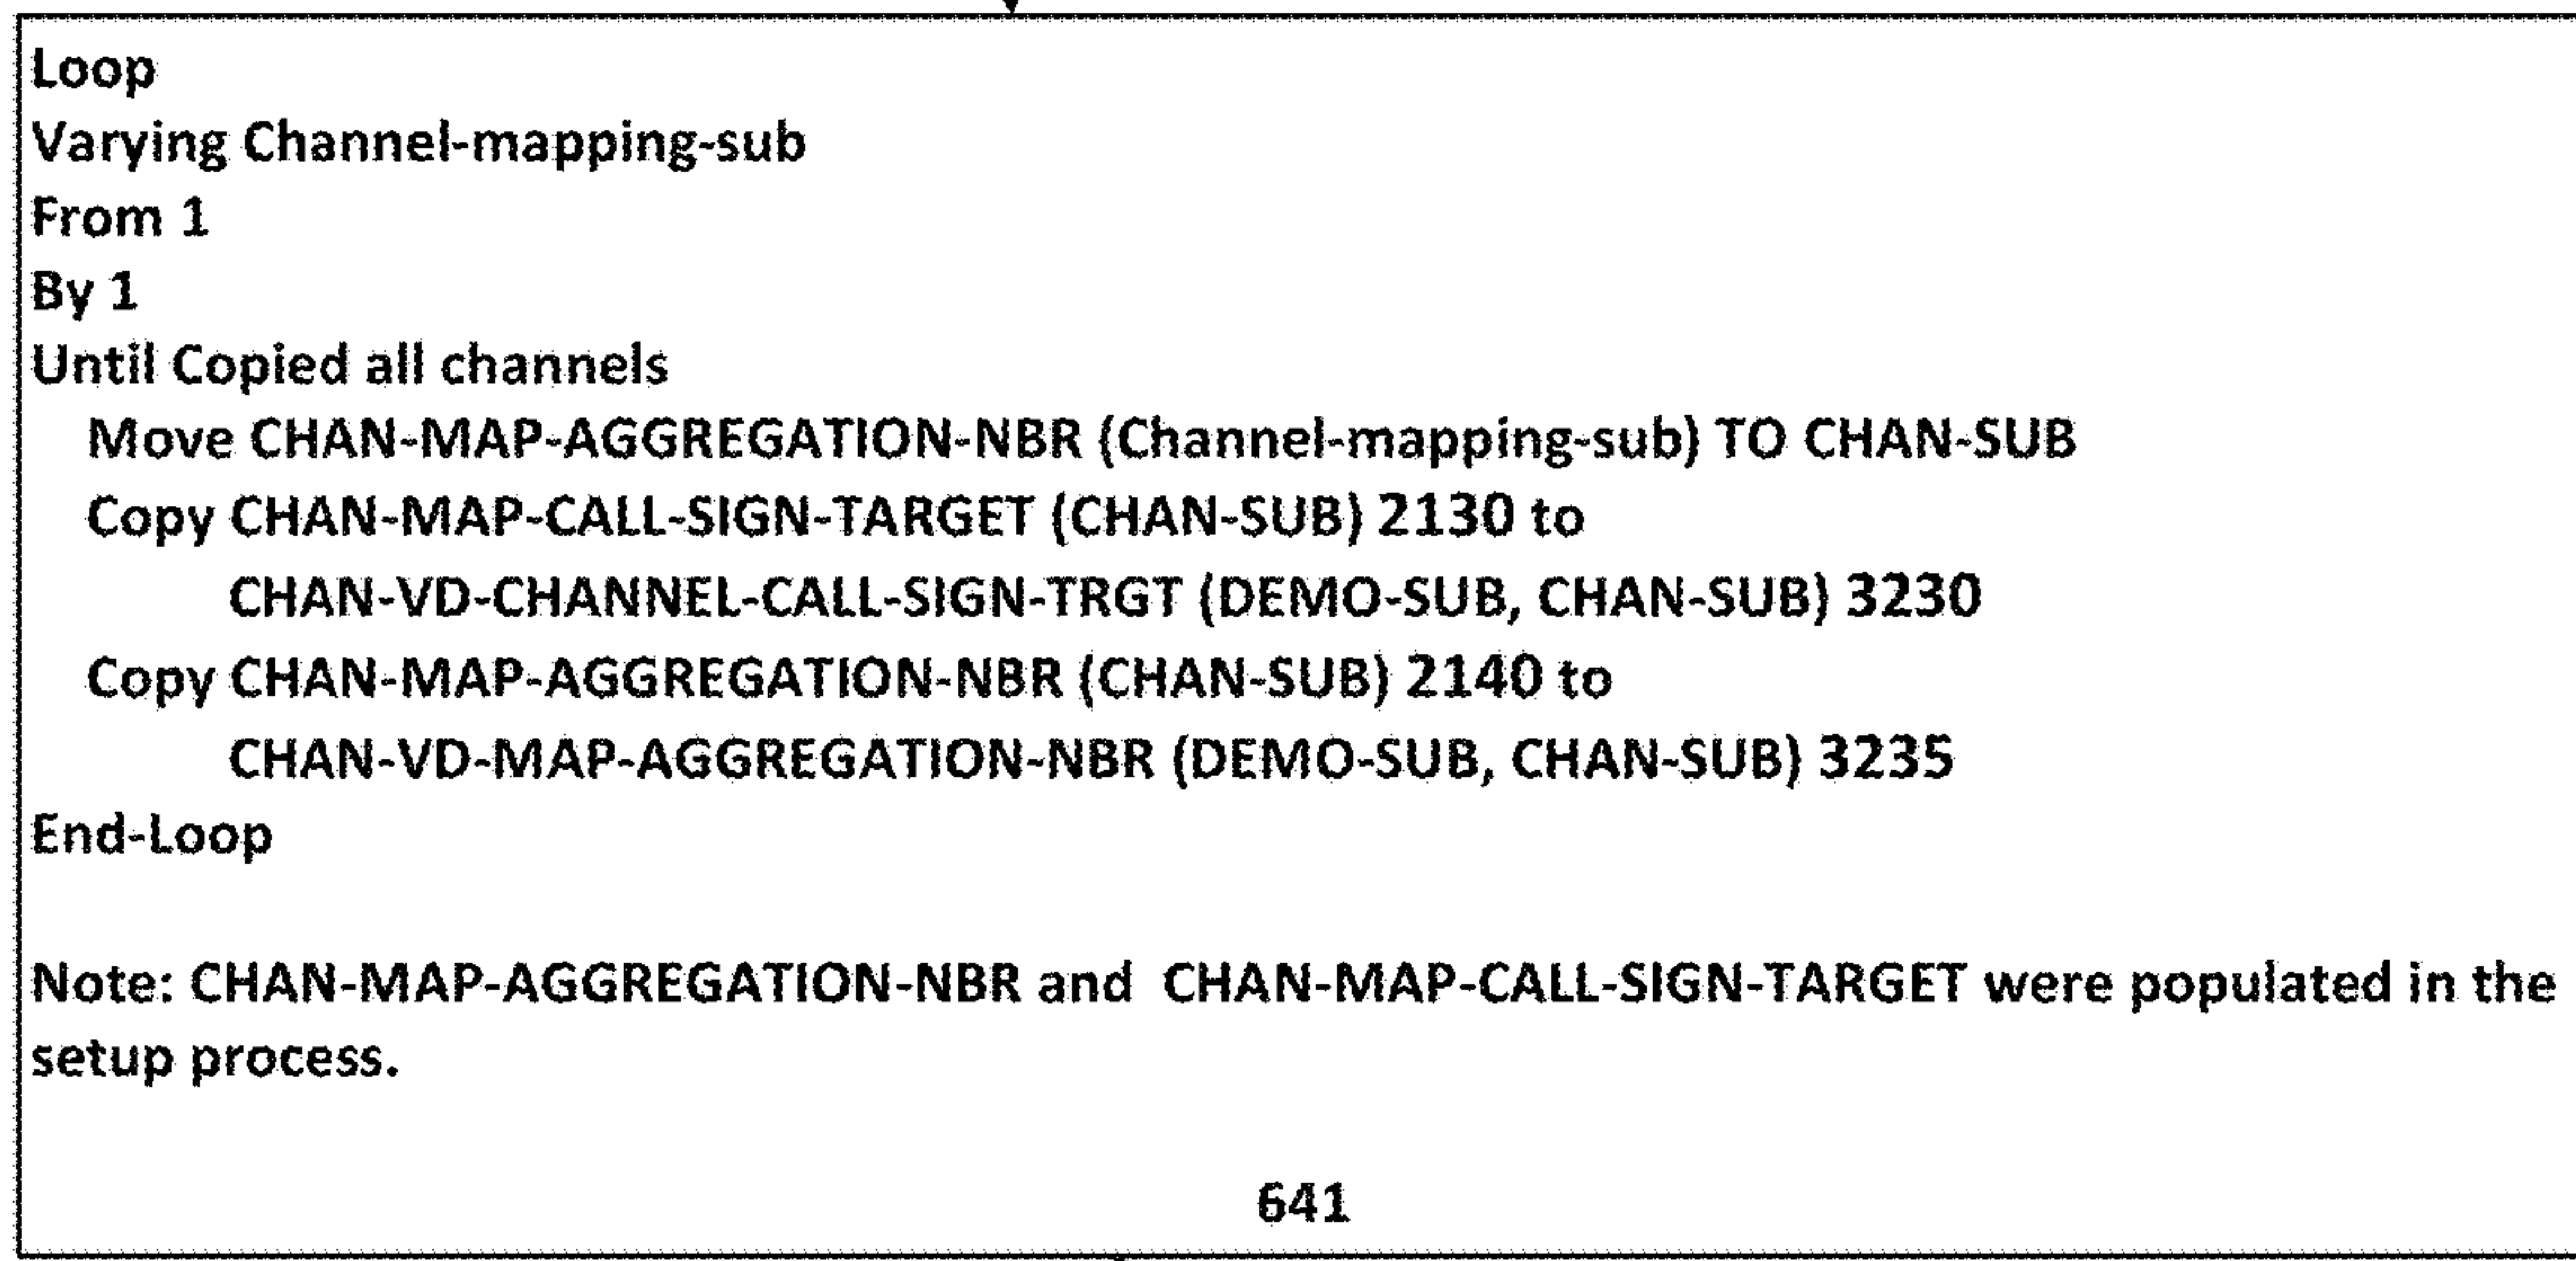 Loop
Varying Channel-mapping-sub
From 1
By 1
Until Copied all channels
Move CHAN-MAP-AGGREGATION-NBR (Channel-mapping-sub) TO CHAN-SUB
Copy CHAN-MAP-CALL-SIGN-TARGET (CHAN-SUB) 2130 to
CHAN-VD-CHANNEL-CALL-SIGN-TRGT (DEMO-SUB, CHAN-SUB) 3230
Copy CHAN-MAP-AGGREGATION-NBR (CHAN-SUB) 2140 to
CHAN-VD-MAP-AGGREGATION-NBR (DEMO-SUB, CHAN-SUB) 3235
End-Loop
Note: CHAN-MAP-AGGREGATION-NBR and CHAN-MAP-CALL-SIGN-TARGET were populated in the
setup process.
641